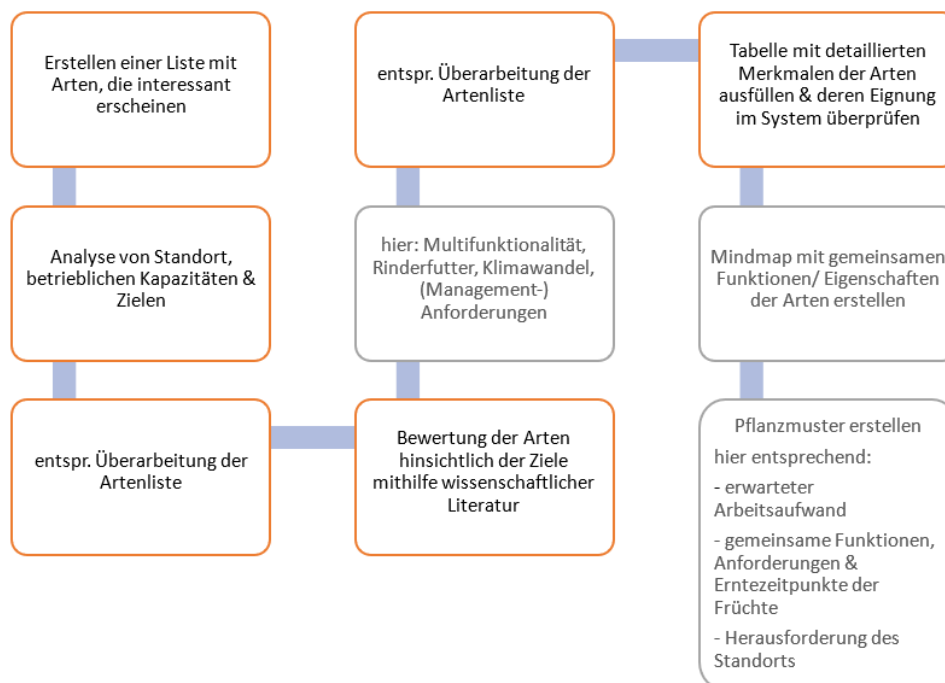 Erstellen einer Liste mit
Arten, die interessant
erscheinen
Analyse von Standort,
betrieblichen Kapazitäten &
Zielen
entspr. Überarbeitung der
Artenliste
Bewertung der Arten
hinsichtlich der Ziele
mithilfe wissenschaftlicher
Literatur
hier: Multifunktionalität,
Rinderfutter, Klimawandel,
(Management-)
Anforderungen
entspr. Überarbeitung der
Artenliste
Tabelle mit detaillierten
Merkmalen der Arten
ausfüllen & deren Eignung
im System überprüfen
Mindmap mit gemeinsamen
Funktionen/ Eigenschaften
der Arten erstellen
Pflanzmuster erstellen
hier entsprechend:
- erwarteter
Arbeitsaufwand
- gemeinsame Funktionen,
Anforderungen &
Erntezeitpunkte der
Früchte
- Herausforderung des
Standorts